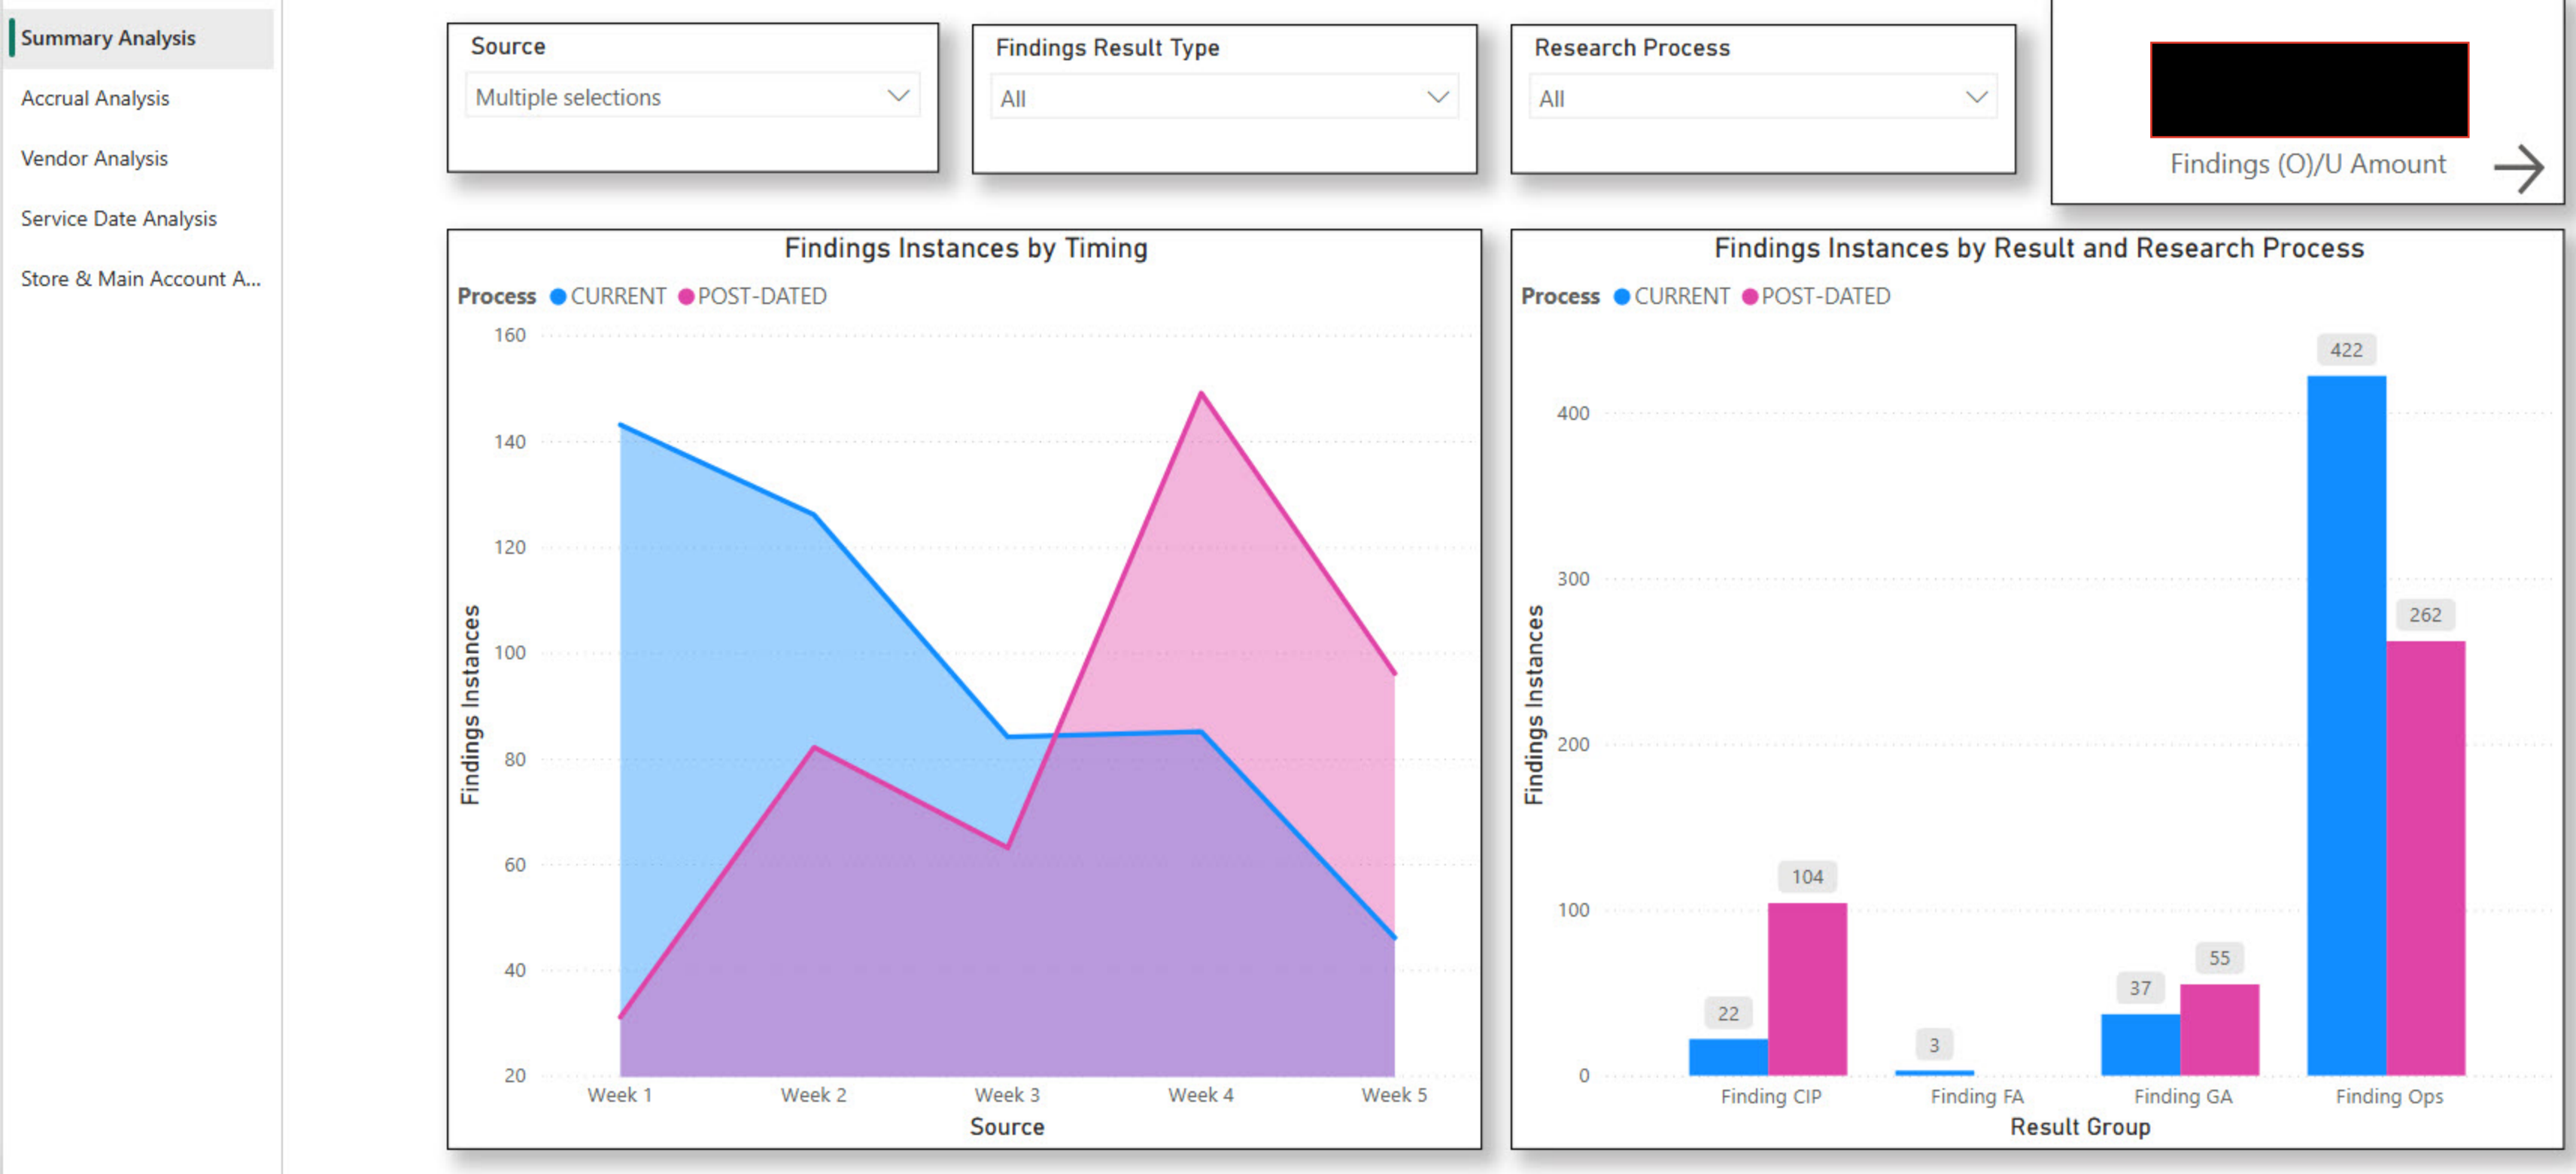 Summary Analysis
Accrual Analysis
Vendor Analysis
Service Date Analysis
Store & Main Account A...
Source
Multiple selections
Findings Result Type
All
Research Process
All
Findings (O)/U Amount
Findings Instances by Timing
Process CURRENT POST-DATED
160
140
120
100
80
60
40
20
Findings Instances
Week 1 Week 2 Week 3 Week 4 Week 5
Source
Findings Instances by Result and Research Process
Process CURRENT POST-DATED
400
300
200
100
0
Findings Instances
22
104
3
37
55
422
262
Finding CIP Finding FA Finding GA Finding Ops
Result Group